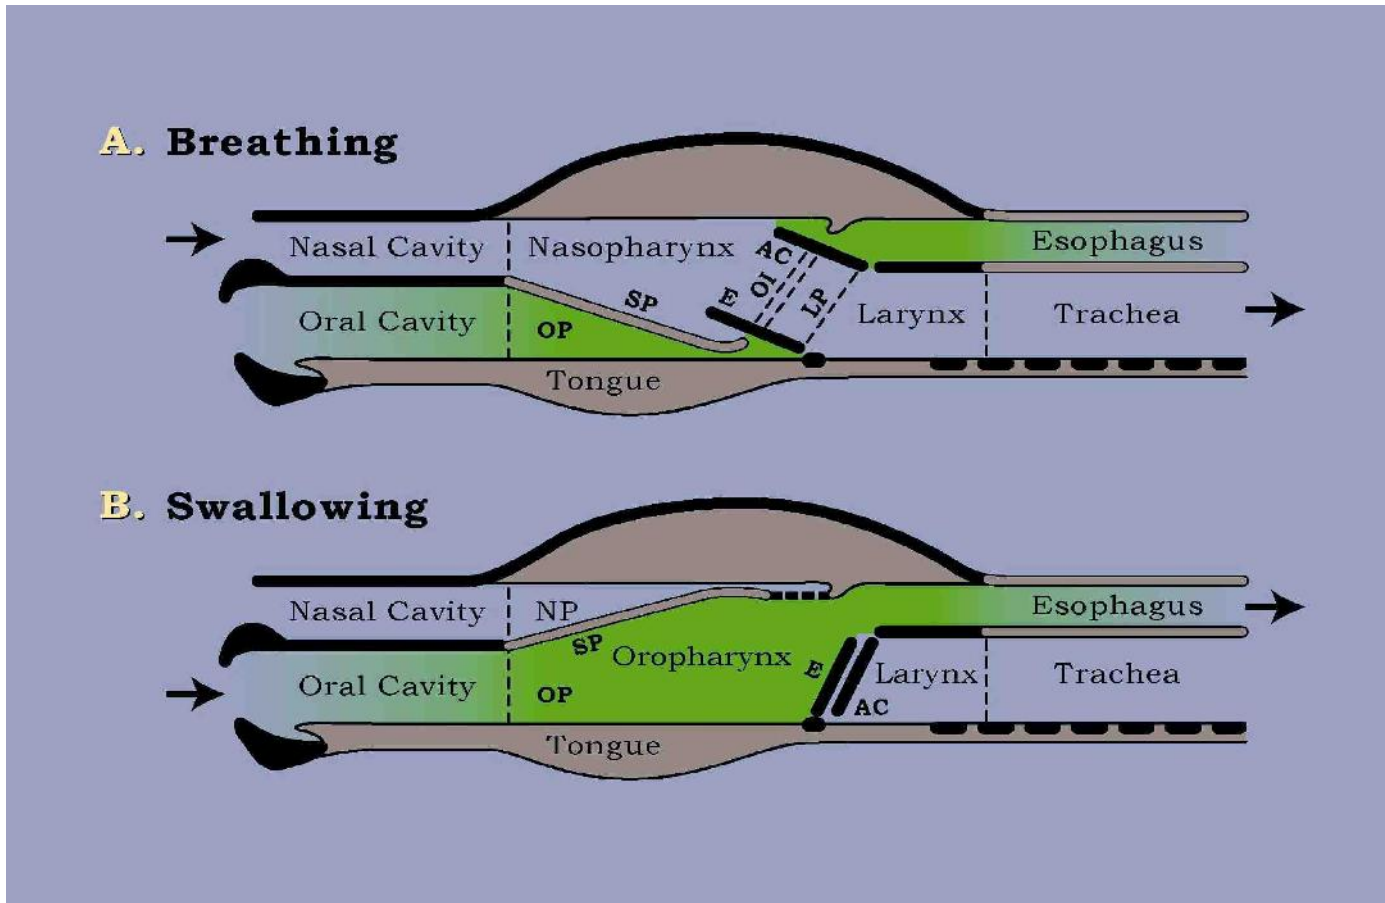 A. Breathing
Nasal Cavity Nasopharynx AC OI E LP SP Esophagus
Oral Cavity OP Larynx Trachea
Tongue
B. Swallowing
Nasal Cavity NP Esophagus
SP Oropharynx E Larynx Trachea
Oral Cavity OP AC
Tongue